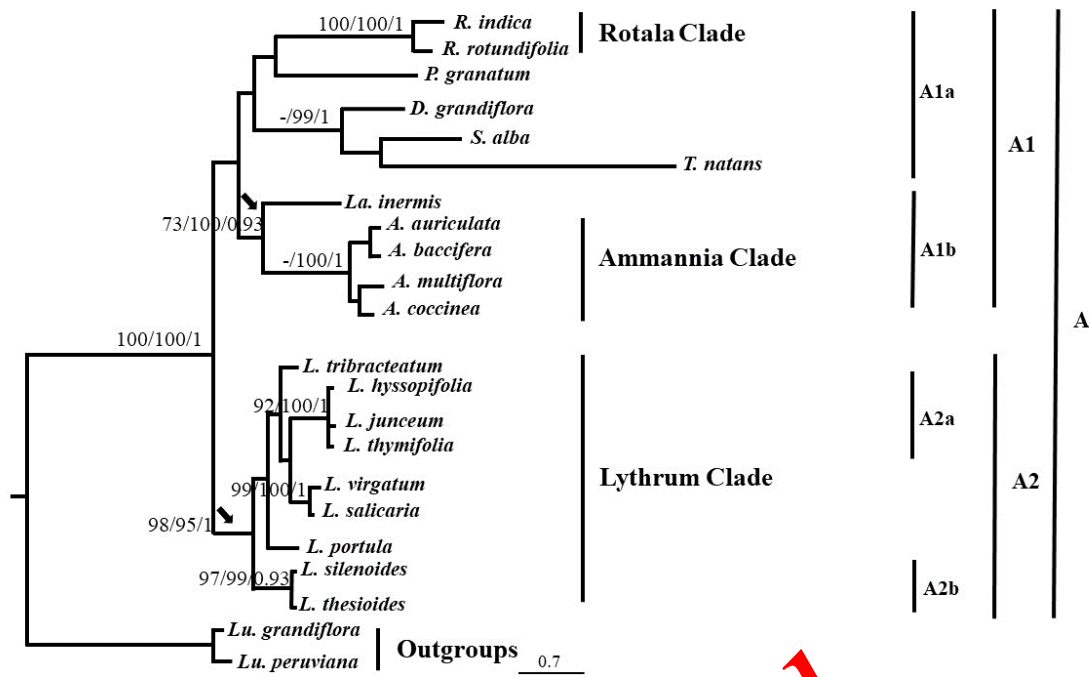 100/100/1
R. indica
R. rotundifolia
Rotala Clade
P. granatum
A1a
-/99/1
D. grandiflora
S. alba
T. natans
A1
La. inermis
73/100/0.93
A. auriculata
A. baccifera
-/100/1
A. multiflora
A. coccinea
Ammannia Clade
A1b
A
100/100/1
L. tribracteatum
L. hyssopifolia
92/100/1
L. junceum
L. thymifolia
A2a
Lythrum Clade
A2
99/100/1
L. virgatum
L. salicaria
98/95/1
L. portula
L. silenoides
97/99/0.93
L. thesioides
A2b
Lu. grandiflora
Lu. peruviana
Outgroups
0.7